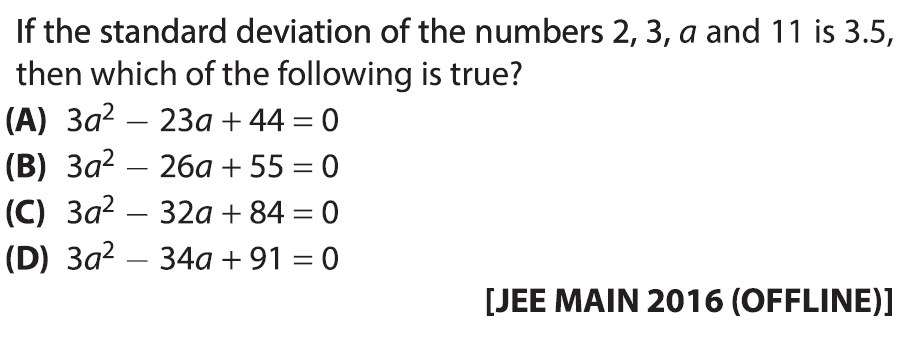 If the standard deviation of the numbers 2, 3, a and 11 is 3.5,
then which of the following is true?
(A) 3a² – 23a + 44 = 0
(B) 3a² – 26a + 55 = 0
(C) 3a² – 32a + 84 = 0
(D) 3a² – 34a + 91 = 0
[JEE MAIN 2016 (OFFLINE)]